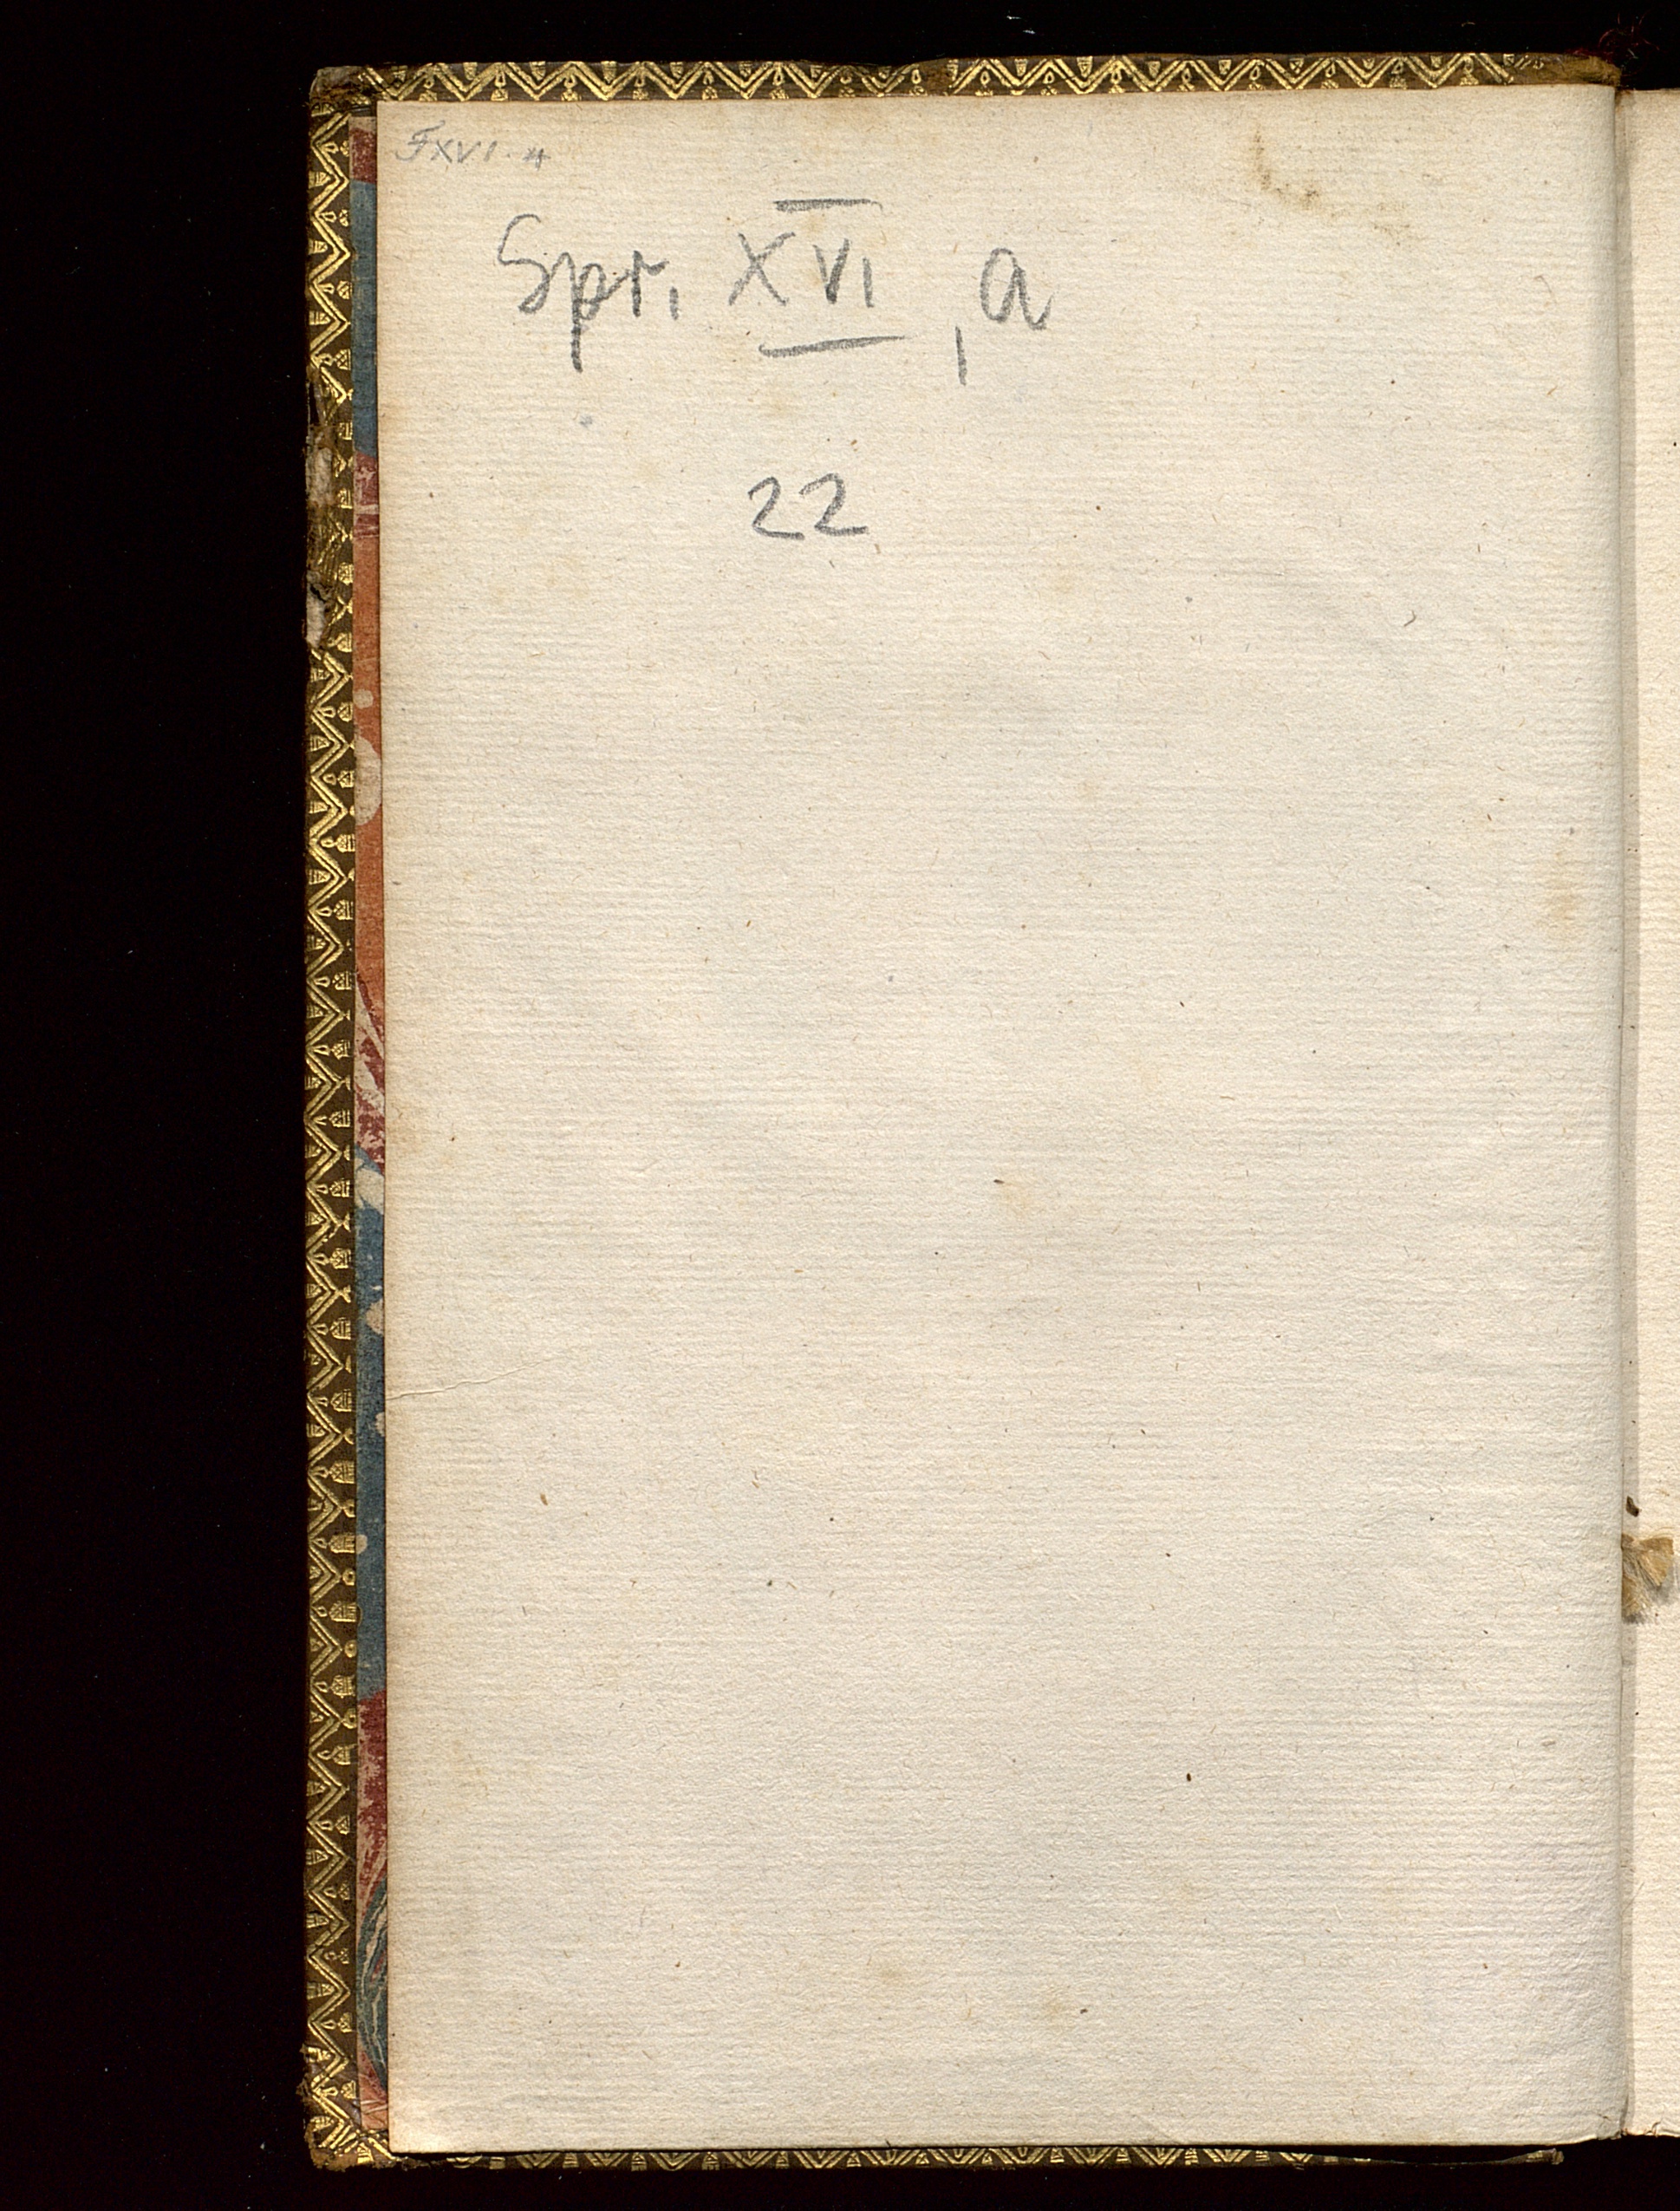 FXVI. 4
Spr. XVI, a
22